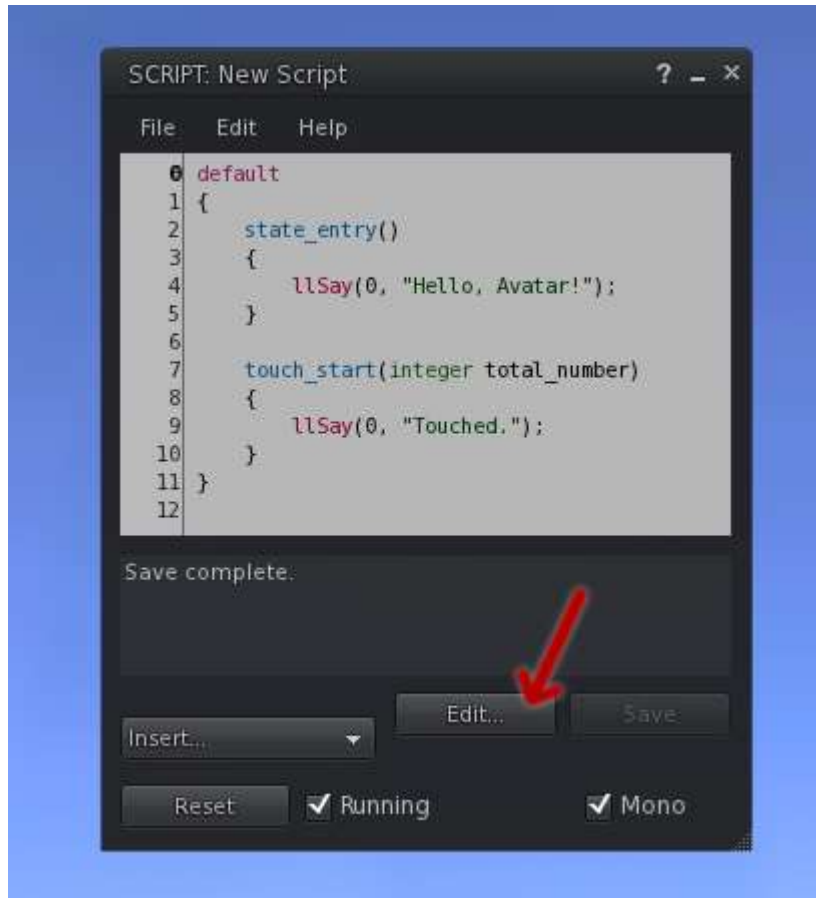 SCRIPT: New Script ? _ ×
File Edit Help
0 default
1 {
2     state_entry()
3     {
4         llSay(0, "Hello, Avatar!");
5     }
6
7     touch_start(integer total_number)
8     {
9         llSay(0, "Touched.");
10     }
11 }
12
Save complete.
Edit... Save
Insert...
Reset Running Mono